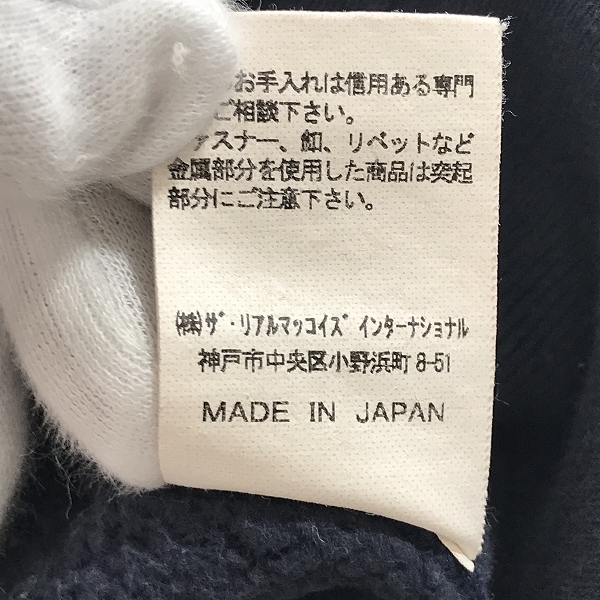 のお手入れは信用ある専門
ご相談下さい。
ファスナー、釦、リベットなど
金属部分を使用した商品は突起
部分にご注意下さい。
㈱ザ・リアルマッコイズ インターナショナル
神戸市中央区小野浜町8-51
MADE IN JAPAN